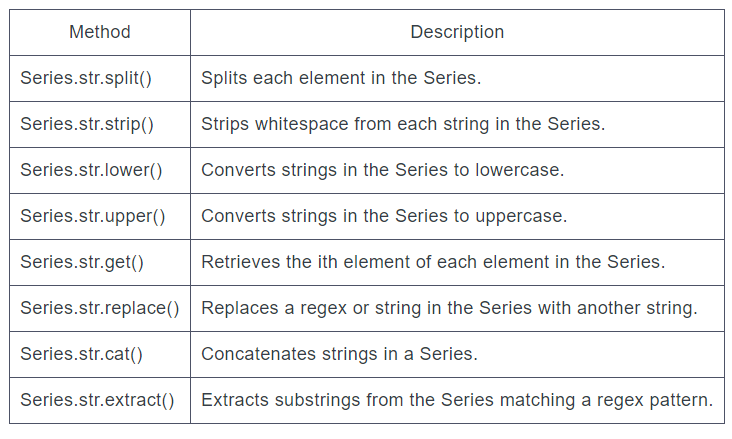 Method Description
Series.str.split() Splits each element in the Series.
Series.str.strip() Strips whitespace from each string in the Series.
Series.str.lower() Converts strings in the Series to lowercase.
Series.str.upper() Converts strings in the Series to uppercase.
Series.str.get() Retrieves the ith element of each element in the Series.
Series.str.replace() Replaces a regex or string in the Series with another string.
Series.str.cat() Concatenates strings in a Series.
Series.str.extract() Extracts substrings from the Series matching a regex pattern.